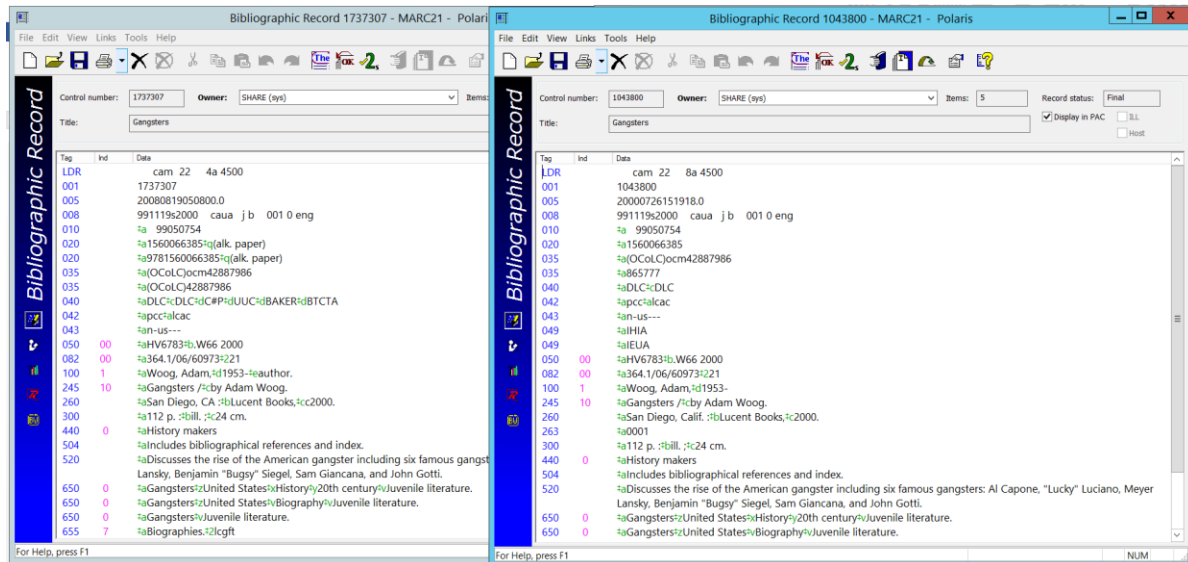 Bibliographic Record 1737307 - MARC21 - Polari
File Edit View Links Tools Help
Bibliographic Record
Control number: 1737307 Owner: SHARE (sys) Items:
Title: Gangsters
Tag Ind Data
LDR cam 22 4a 4500
001 1737307
005 20080819050800.0
008 991119s2000 caua j b 001 0 eng
010 ‡a 99050754
020 ‡a1560066385‡q(alk. paper)
020 ‡a9781560066385‡q(alk. paper)
035 ‡a(OCoLC)ocm42887986
035 ‡a(OCoLC)42887986
040 ‡aDLC‡cDLC‡dC#P‡dUUC‡dBAKER‡dBTCTA
042 ‡apcc‡alcac
043 ‡an-us---
050 00 ‡aHV6783‡b.W66 2000
082 00 ‡a364.1/06/60973‡221
100 1 ‡aWoog, Adam,‡d1953-‡eauthor.
245 10 ‡aGangsters /‡cby Adam Woog.
260 ‡aSan Diego, CA :‡bLucent Books,‡cc2000.
300 ‡a112 p. :‡bill. ;‡c24 cm.
440 0 ‡aHistory makers
504 ‡aIncludes bibliographical references and index.
520 ‡aDiscusses the rise of the American gangster including six famous gangst
Lansky, Benjamin "Bugsy" Siegel, Sam Giancana, and John Gotti.
650 0 ‡aGangsters‡zUnited States‡xHistory‡y20th century‡vJuvenile literature.
650 0 ‡aGangsters‡zUnited States‡vBiography‡vJuvenile literature.
650 0 ‡aGangsters‡vJuvenile literature.
655 7 ‡aBiographies.‡2lcgft
For Help, press F1
Bibliographic Record 1043800 - MARC21 - Polaris
File Edit View Links Tools Help
Bibliographic Record
Control number: 1043800 Owner: SHARE (sys) Items: 5 Record status: Final
Title: Gangsters Display in PAC ILL
Host
Tag Ind Data
LDR cam 22 8a 4500
001 1043800
005 20000726151918.0
008 991119s2000 caua j b 001 0 eng
010 ‡a 99050754
020 ‡a1560066385
035 ‡a(OCoLC)ocm42887986
035 ‡a865777
040 ‡aDLC‡cDLC
042 ‡apcc‡alcac
043 ‡an-us---
049 ‡aIHIA
049 ‡aIEUA
050 00 ‡aHV6783‡b.W66 2000
082 00 ‡a364.1/06/60973‡221
100 1 ‡aWoog, Adam,‡d1953-
245 10 ‡aGangsters /‡cby Adam Woog.
260 ‡aSan Diego, Calif. :‡bLucent Books,‡c2000.
263 ‡a0001
300 ‡a112 p. :‡bill. ;‡c24 cm.
440 0 ‡aHistory makers
504 ‡aIncludes bibliographical references and index.
520 ‡aDiscusses the rise of the American gangster including six famous gangsters: Al Capone, "Lucky" Luciano, Meyer
Lansky, Benjamin "Bugsy" Siegel, Sam Giancana, and John Gotti.
650 0 ‡aGangsters‡zUnited States‡xHistory‡y20th century‡vJuvenile literature.
650 0 ‡aGangsters‡zUnited States‡vBiography‡vJuvenile literature.
For Help, press F1
NUM